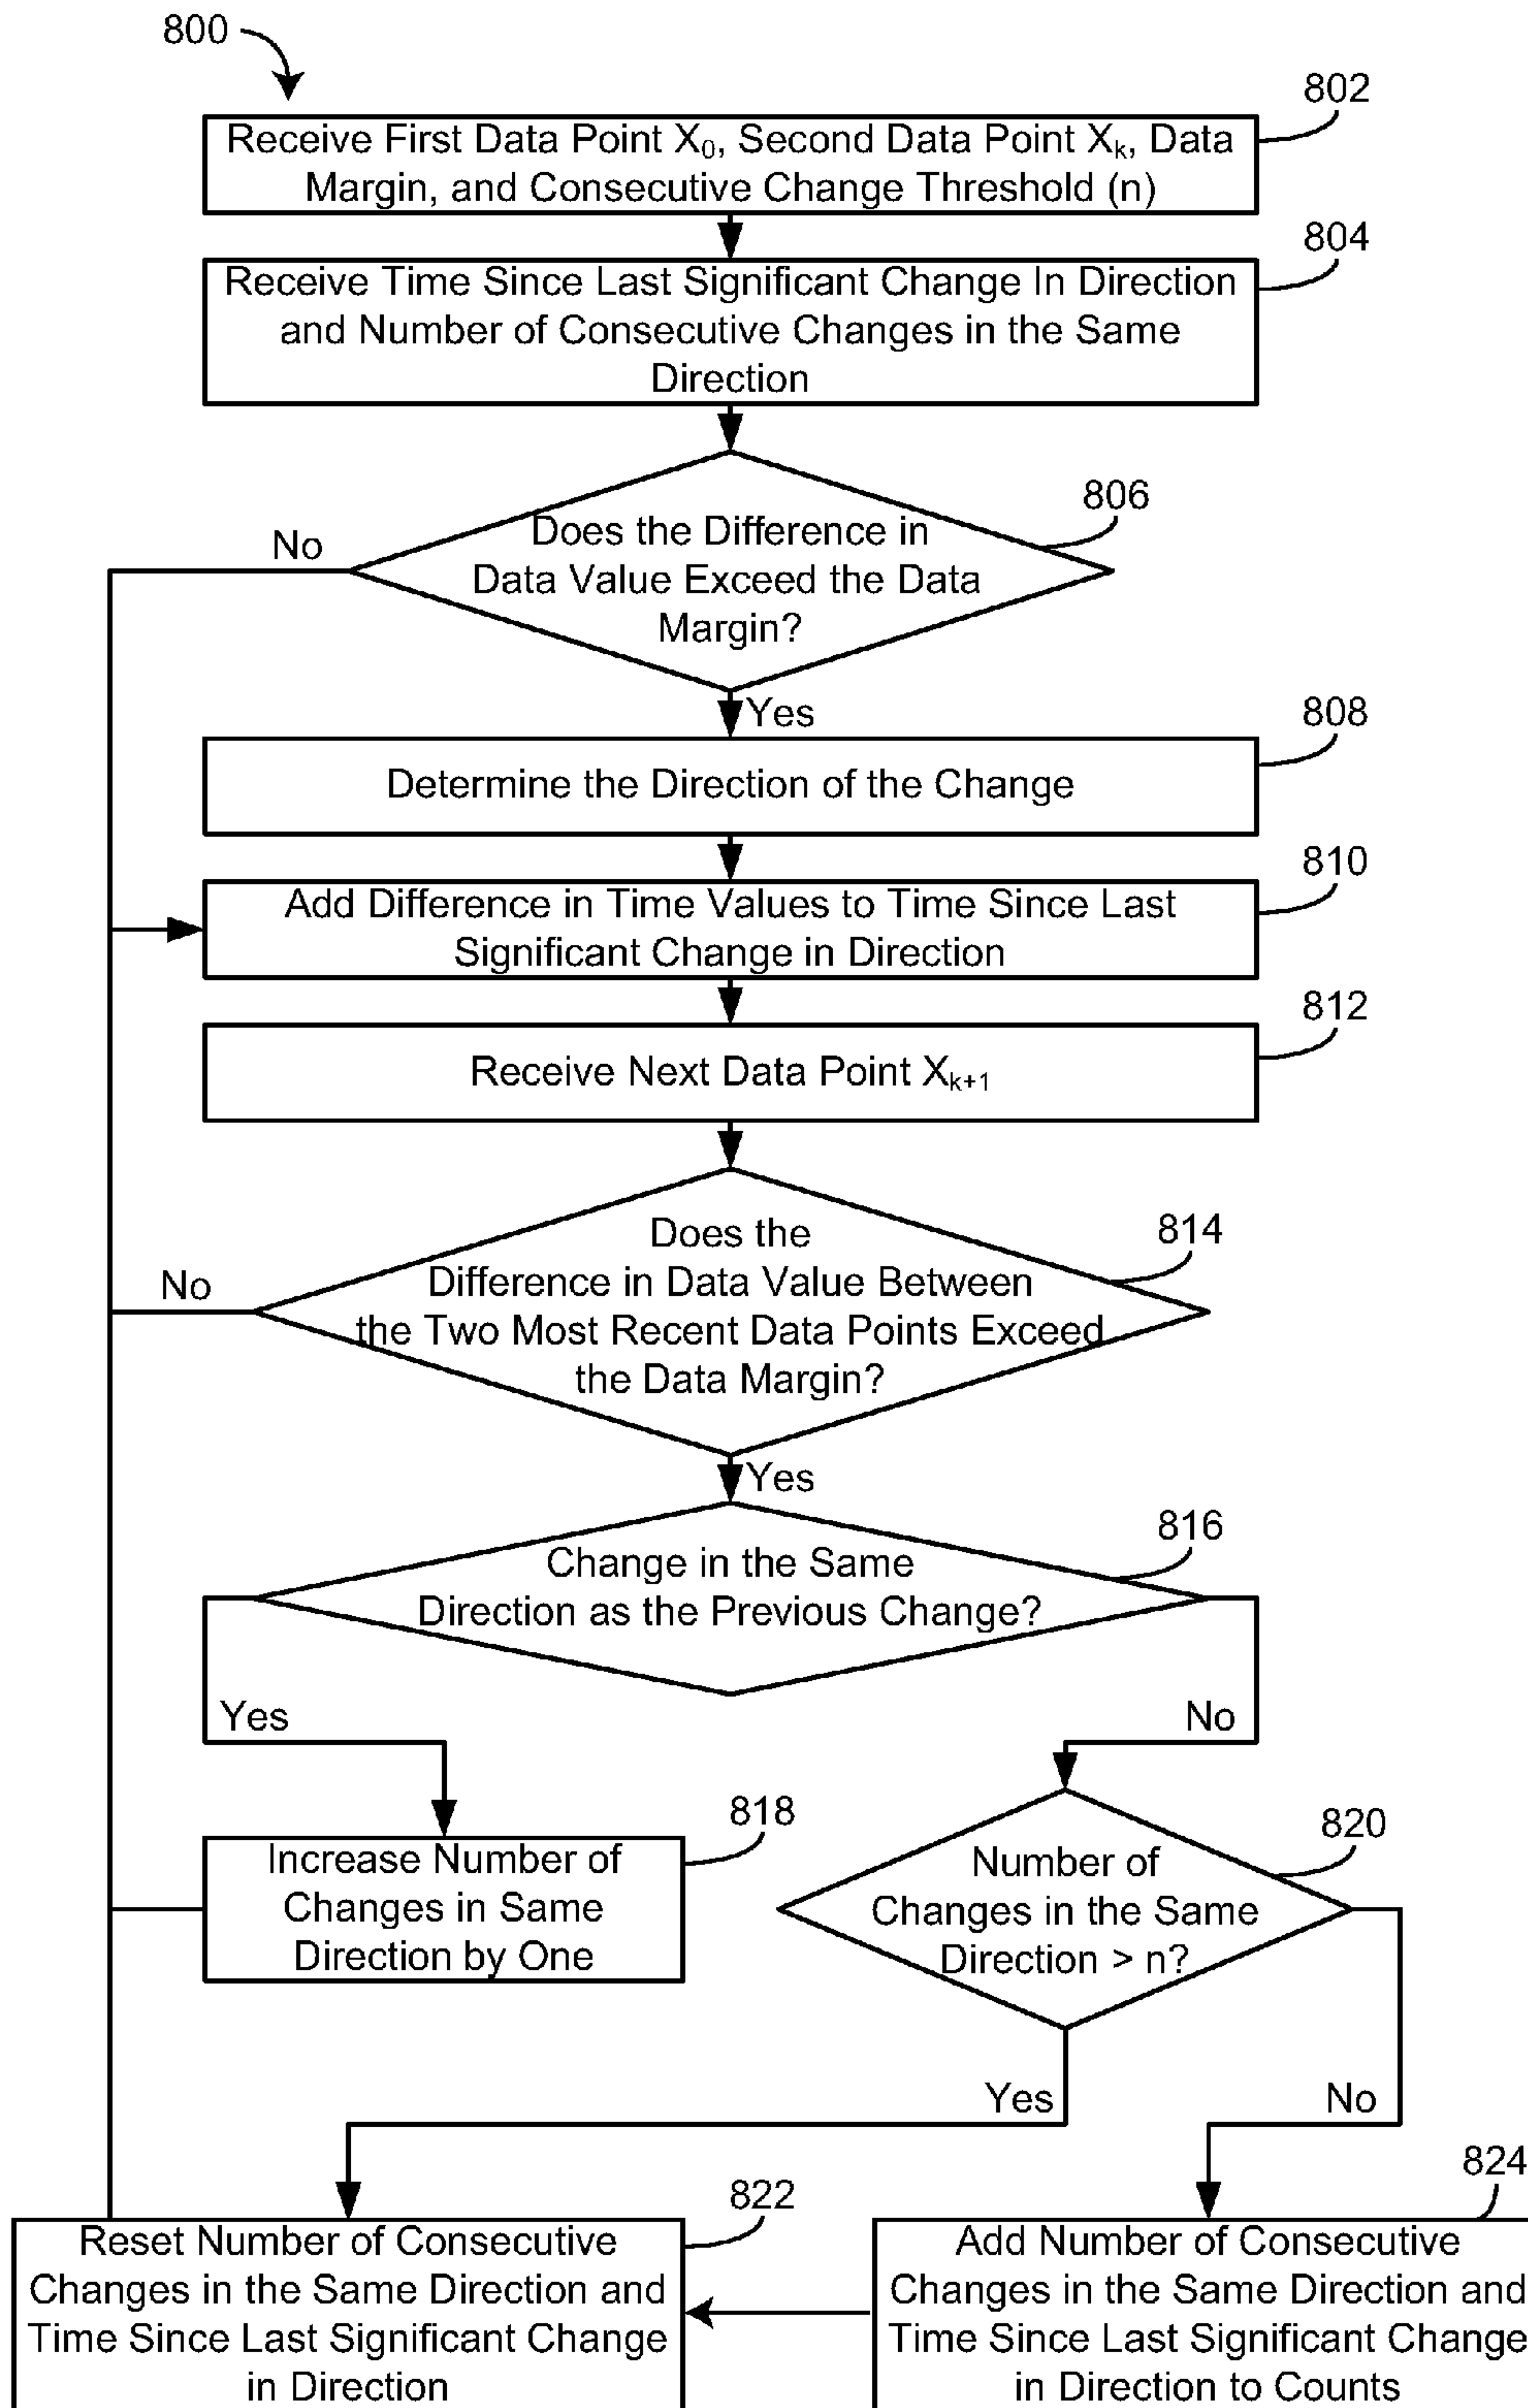 800
802
Receive First Data Point X₀, Second Data Point Xₖ, Data
Margin, and Consecutive Change Threshold (n)
804
Receive Time Since Last Significant Change In Direction
and Number of Consecutive Changes in the Same
Direction
806
No
Does the Difference in
Data Value Exceed the Data
Margin?
Yes
808
Determine the Direction of the Change
810
Add Difference in Time Values to Time Since Last
Significant Change in Direction
812
Receive Next Data Point Xₖ₊₁
814
No
Does the
Difference in Data Value Between
the Two Most Recent Data Points Exceed
the Data Margin?
Yes
816
Change in the Same
Direction as the Previous Change?
Yes
No
818
Increase Number of
Changes in Same
Direction by One
820
Number of
Changes in the Same
Direction > n?
Yes
No
822
Reset Number of Consecutive
Changes in the Same Direction and
Time Since Last Significant Change
in Direction
824
Add Number of Consecutive
Changes in the Same Direction and
Time Since Last Significant Change
in Direction to Counts